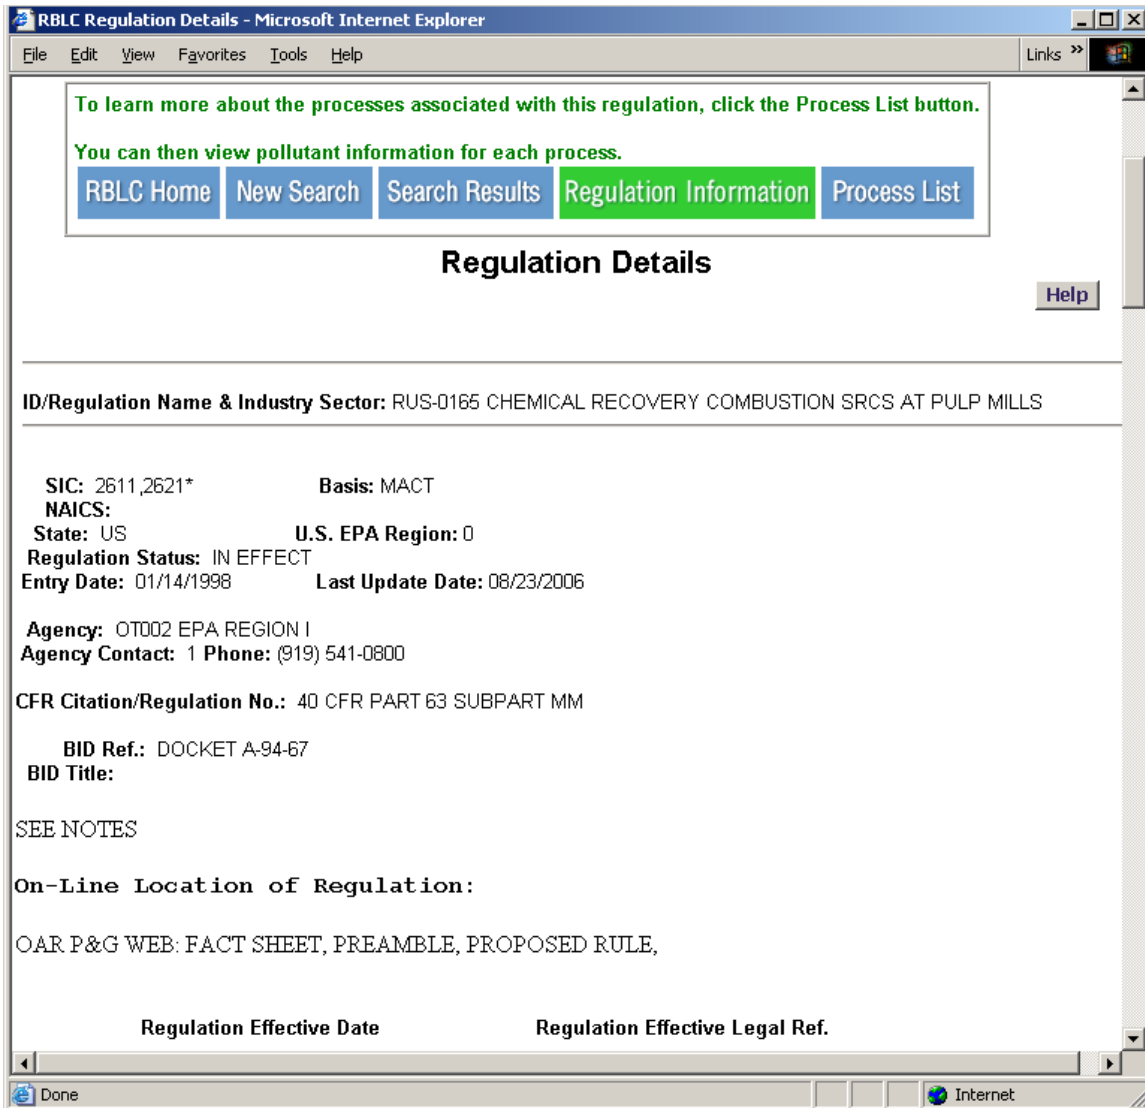 RBLC Regulation Details - Microsoft Internet Explorer
File Edit View Favorites Tools Help Links »
To learn more about the processes associated with this regulation, click the Process List button.
You can then view pollutant information for each process.
RBLC Home New Search Search Results Regulation Information Process List
Regulation Details
Help
ID/Regulation Name & Industry Sector: RUS-0165 CHEMICAL RECOVERY COMBUSTION SRCS AT PULP MILLS
SIC: 2611,2621* Basis: MACT
NAICS:
State: US U.S. EPA Region: 0
Regulation Status: IN EFFECT
Entry Date: 01/14/1998 Last Update Date: 08/23/2006
Agency: OT002 EPA REGION I
Agency Contact: 1 Phone: (919) 541-0800
CFR Citation/Regulation No.: 40 CFR PART 63 SUBPART MM
BID Ref.: DOCKET A-94-67
BID Title:
SEE NOTES
On-Line Location of Regulation:
OAR P&G WEB: FACT SHEET, PREAMBLE, PROPOSED RULE,
Regulation Effective Date Regulation Effective Legal Ref.
Done Internet